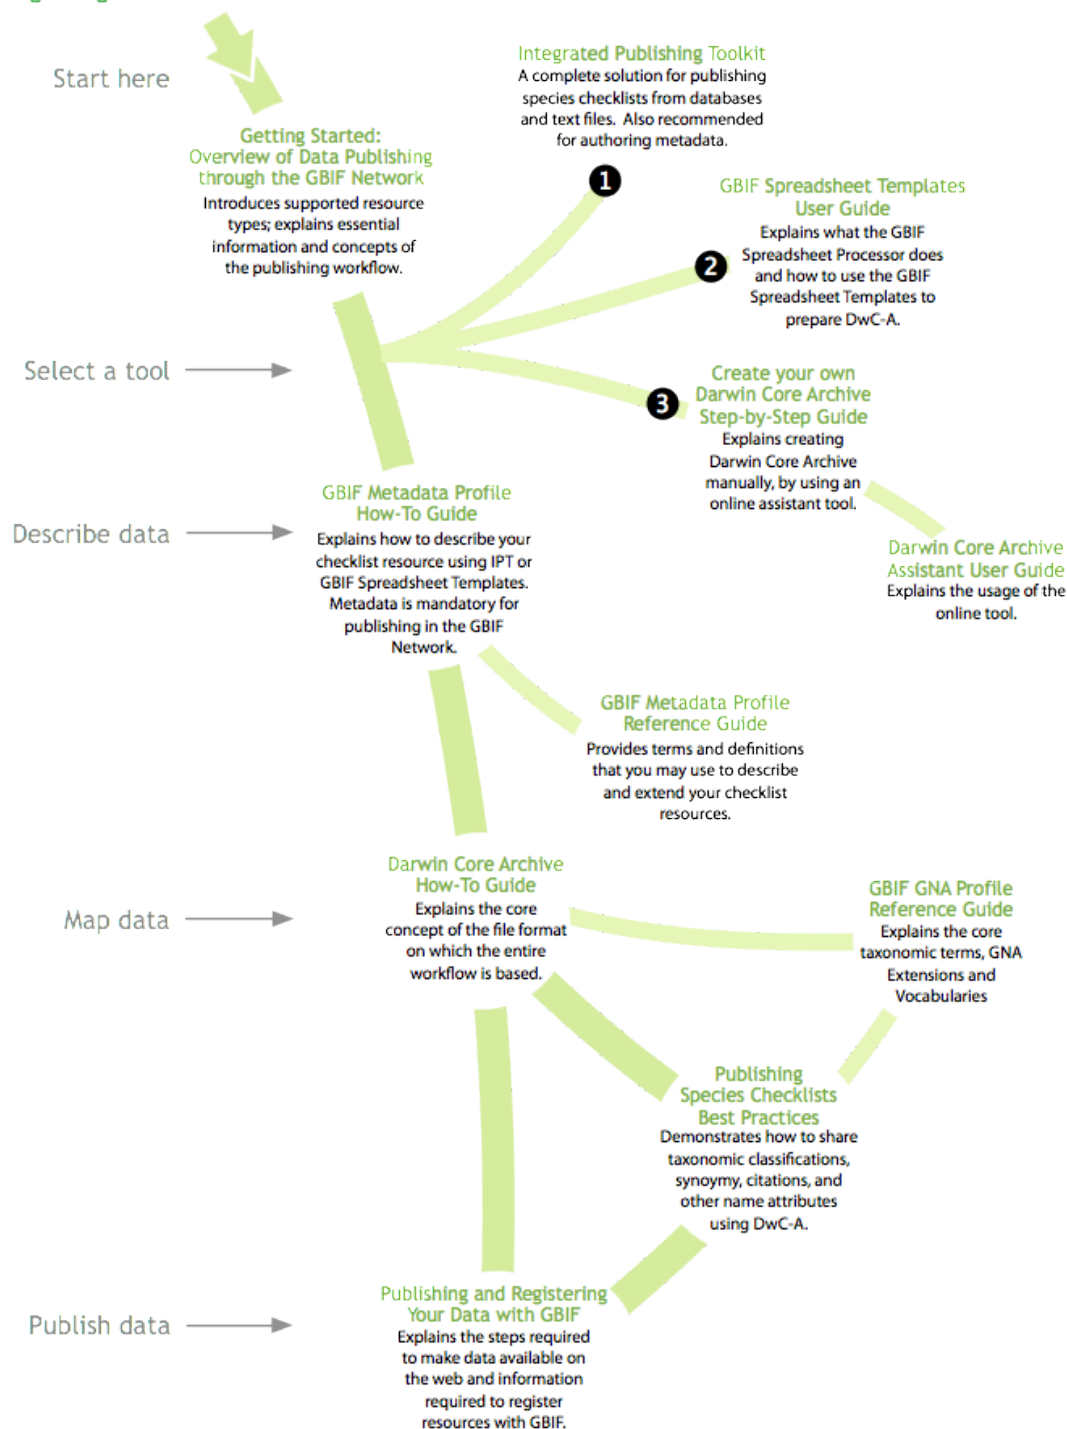 Start here
Getting Started:
Overview of Data Publishing
through the GBIF Network
Introduces supported resource
types; explains essential
information and concepts of
the publishing workflow.
Integrated Publishing Toolkit
A complete solution for publishing
species checklists from databases
and text files. Also recommended
for authoring metadata.
1
GBIF Spreadsheet Templates
User Guide
Explains what the GBIF
Spreadsheet Processor does
and how to use the GBIF
Spreadsheet Templates to
prepare DwC-A.
2
Select a tool
3
Create your own
Darwin Core Archive
Step-by-Step Guide
Explains creating
Darwin Core Archive
manually, by using an
online assistant tool.
Darwin Core Archive
Assistant User Guide
Explains the usage of the
online tool.
Describe data
GBIF Metadata Profile
How-To Guide
Explains how to describe your
checklist resource using IPT or
GBIF Spreadsheet Templates.
Metadata is mandatory for
publishing in the GBIF
Network.
GBIF Metadata Profile
Reference Guide
Provides terms and definitions
that you may use to describe
and extend your checklist
resources.
Map data
Darwin Core Archive
How-To Guide
Explains the core
concept of the file format
on which the entire
workflow is based.
GBIF GNA Profile
Reference Guide
Explains the core
taxonomic terms, GNA
Extensions and
Vocabularies
Publishing
Species Checklists
Best Practices
Demonstrates how to share
taxonomic classifications,
synoymy, citations, and
other name attributes
using DwC-A.
Publish data
Publishing and Registering
Your Data with GBIF
Explains the steps required
to make data available on
the web and information
required to register
resources with GBIF.